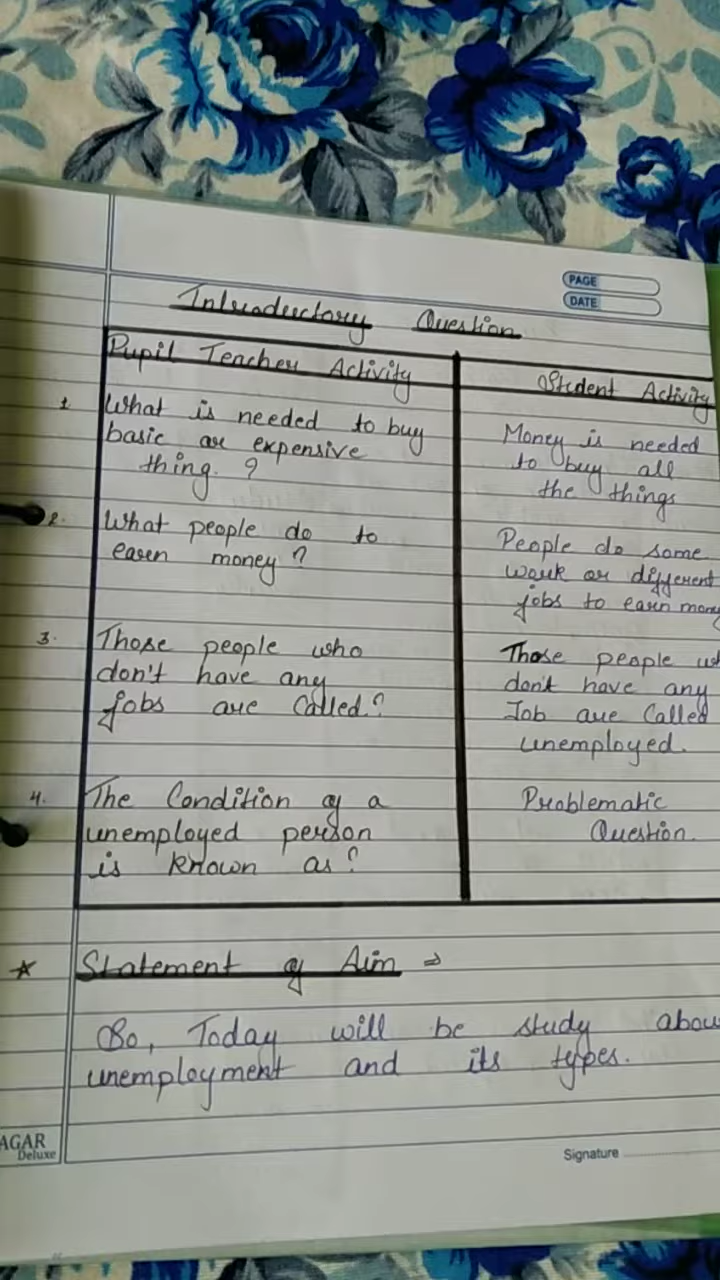 PAGE
DATE
Introductory Question
Pupil Teacher Activity
Student Activity
1. What is needed to buy
basic or expensive
thing. ?
Money is needed
to buy all
the things
2. What people do to
earn money?
People do some
work or different
jobs to earn
3. Those people who
don't have any
jobs are called.?
Those people
don't have any
Job are Called
unemployed.
4. The Condition of a
unemployed person
is known as?
Problematic
Question.
★ Statement of Aim ⇒
So, Today will be study
unemployment and its types.
AGAR
Deluxe
Signature